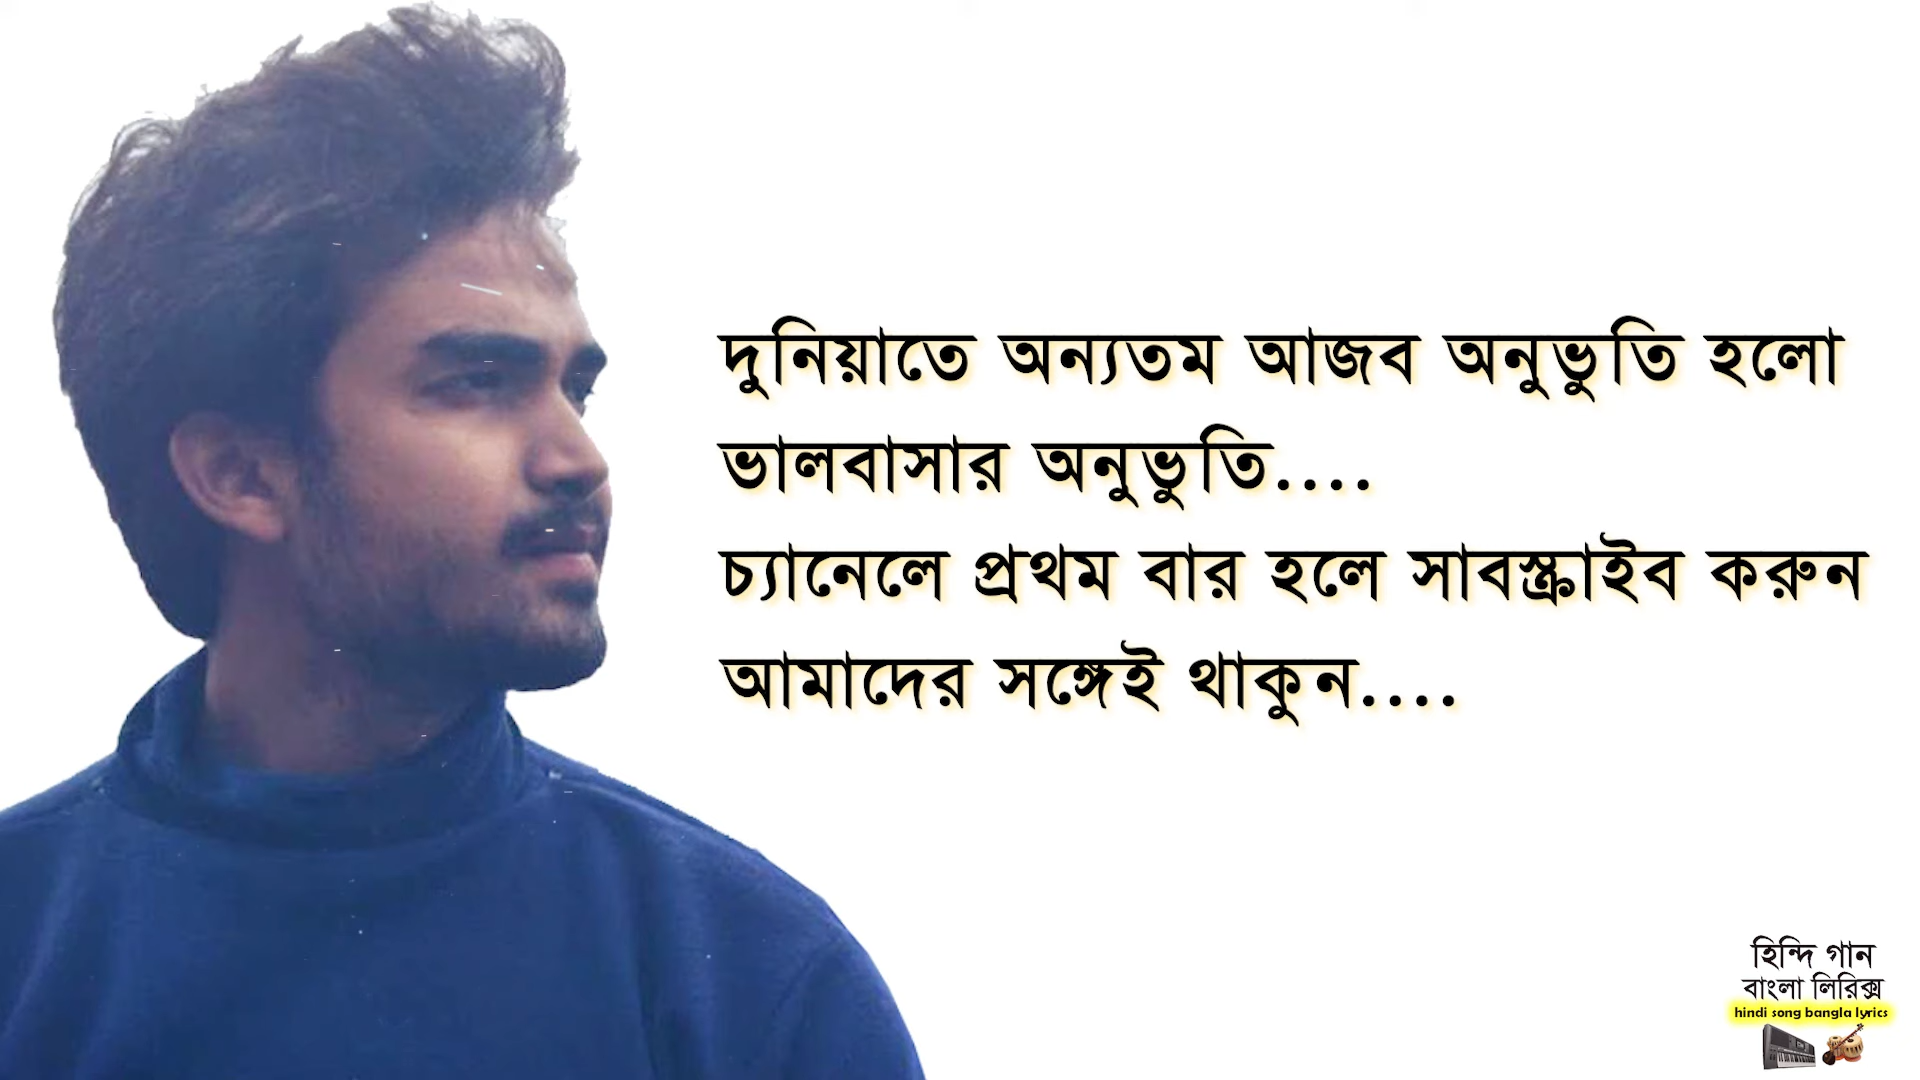 দুনিয়াতে অন্যতম আজব অনুভুতি হলো
ভালবাসার অনুভুতি....
চ্যানেলে প্রথম বার হলে সাবস্ক্রাইব করুন
আমাদের সঙ্গেই থাকুন....
হিন্দি গান
বাংলা লিরিক্স
hindi song bangla lyrics